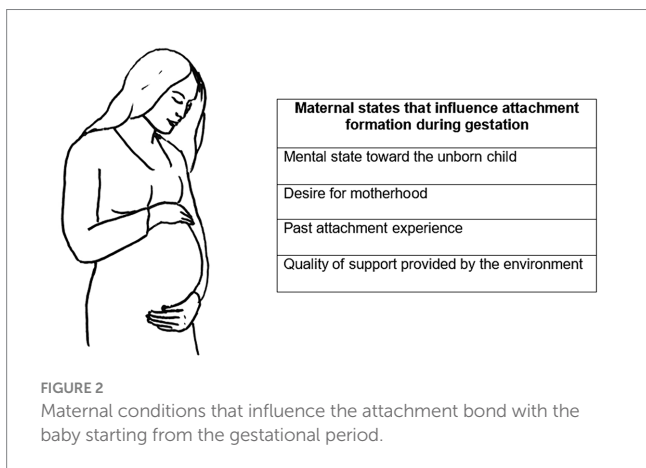 Maternal states that influence attachment
formation during gestation
Mental state toward the unborn child
Desire for motherhood
Past attachment experience
Quality of support provided by the environment
FIGURE 2
Maternal conditions that influence the attachment bond with the
baby starting from the gestational period.